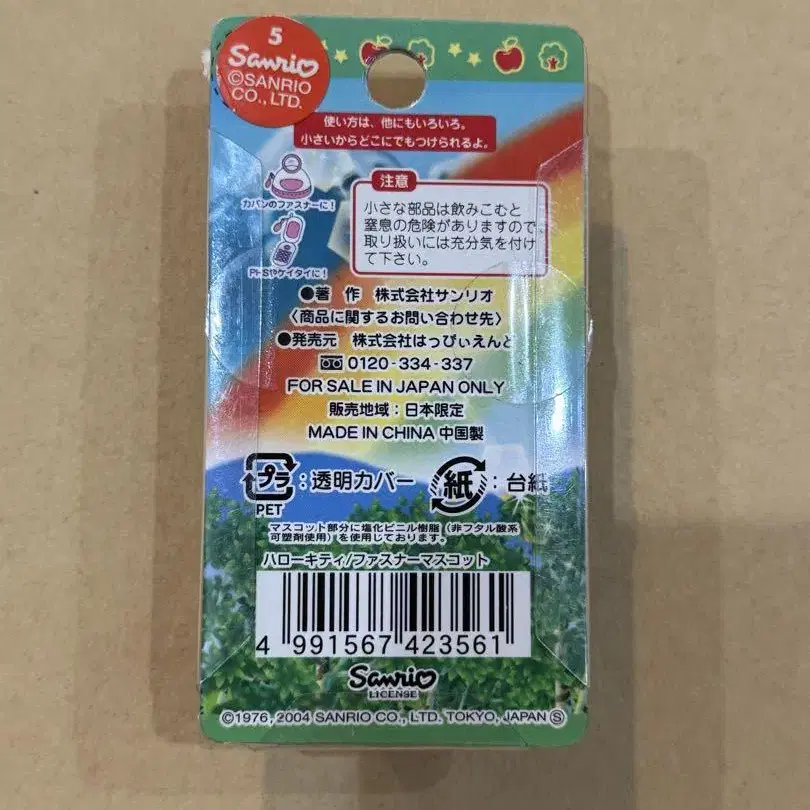 5
Sanrio
©SANRIO
CO., LTD.
使い方は、他にもいろいろ。
小さいからどこにでもつけられるよ。
カバンのファスナーに！
PHSやケイタイに！
注意
小さな部品は飲みこむと
窒息の危険がありますので、
取り扱いには充分気を付け
て下さい。
●著 作 株式会社サンリオ
〈商品に関するお問い合わせ先〉
●発売元 株式会社はっぴぃえんど
0120-334-337
FOR SALE IN JAPAN ONLY
販売地域：日本限定
MADE IN CHINA 中国製
プラ：透明カバー 紙：台紙
PET
マスコット部分に塩化ビニル樹脂（非フタル酸系
可塑剤使用）を使用しております。
ハローキティ/ファスナーマスコット
4 991567 423561
Sanrio
LICENSE
©1976, 2004 SANRIO CO., LTD. TOKYO, JAPAN Ⓢ